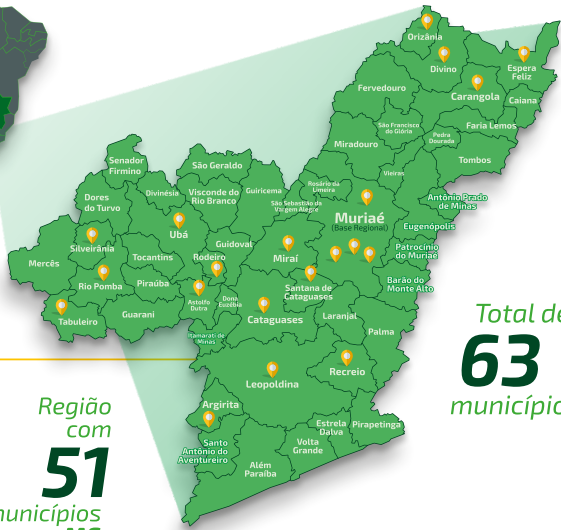 Orizânia
Divino
Espera
Feliz
Fervedouro
Carangola
Caiana
São Francisco
do Glória
Faria Lemos
Pedra
Dourada
Miradouro
Tombos
Senador
Firmino
São Geraldo
Vieiras
Rosário da
Limeira
Divinésia
Visconde do
Rio Branco
Guiricema
Dores
do Turvo
São Sebastião da
Vargem Alegre
Antônio Prado
de Minas
Muriaé
(Base Regional)
Eugenópolis
Ubá
Silveirânia
Guidoval
Patrocínio
do Muriaé
Mercês
Tocantins
Rodeiro
Miraí
Rio Pomba
Piraúba
Santana de
Cataguases
Barão do
Monte Alto
Astolfo
Dutra
Dona
Euzébia
Tabuleiro
Guarani
Cataguases
Laranjal
Itamarati de
Minas
Palma
Total de
63
município
Recreio
Leopoldina
Argirita
Região
com
51
municípios
Santo
Antônio do
Aventureiro
Estrela
Dalva
Pirapetinga
Volta
Grande
Além
Paraíba